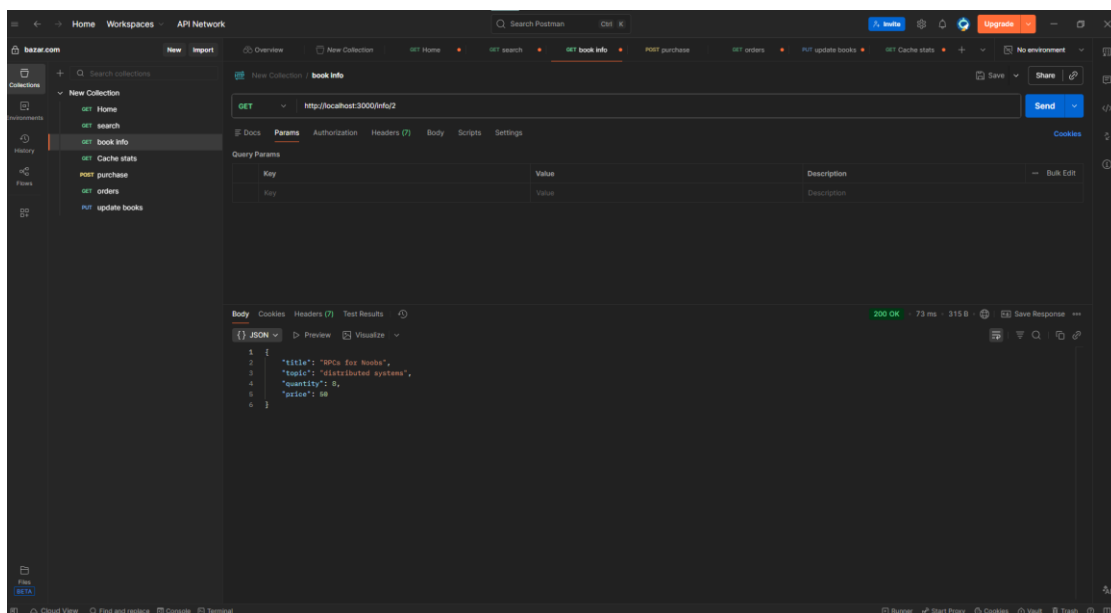 Home Workspaces API Network Search Postman Ctrl K Invite Upgrade
bazar.com New Import Overview New Collection GET Home GET search GET book info POST purchase GET orders PUT update books GET Cache stats No environment
Collections Search collections New Collection / book info Save Share
New Collection
GET Home GET http://localhost:3000/info/2 Send
Environments
GET search
GET book info Docs Params Authorization Headers (7) Body Scripts Settings Cookies
History
GET Cache stats Query Params
POST purchase Key Value Description Bulk Edit
Flows
GET orders Key Value Description
PUT update books
Body Cookies Headers (7) Test Results 200 OK 73 ms 315 B Save Response
{} JSON Preview Visualize
1 {
2 "title": "RPCs for Noobs",
3 "topic": "distributed systems",
4 "quantity": 8,
5 "price": 50
6 }
Files
BETA
Cloud View Find and replace Console Terminal Runner Start Proxy Cookies Vault Trash